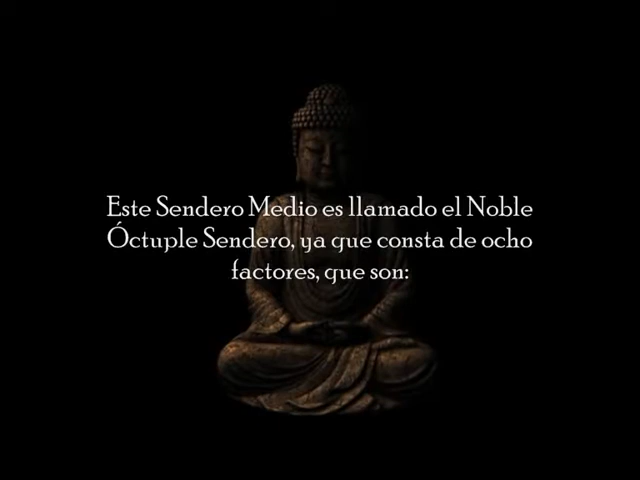 Este Sendero Medio es llamado el Noble
Óctuple Sendero, ya que consta de ocho
factores, que son: